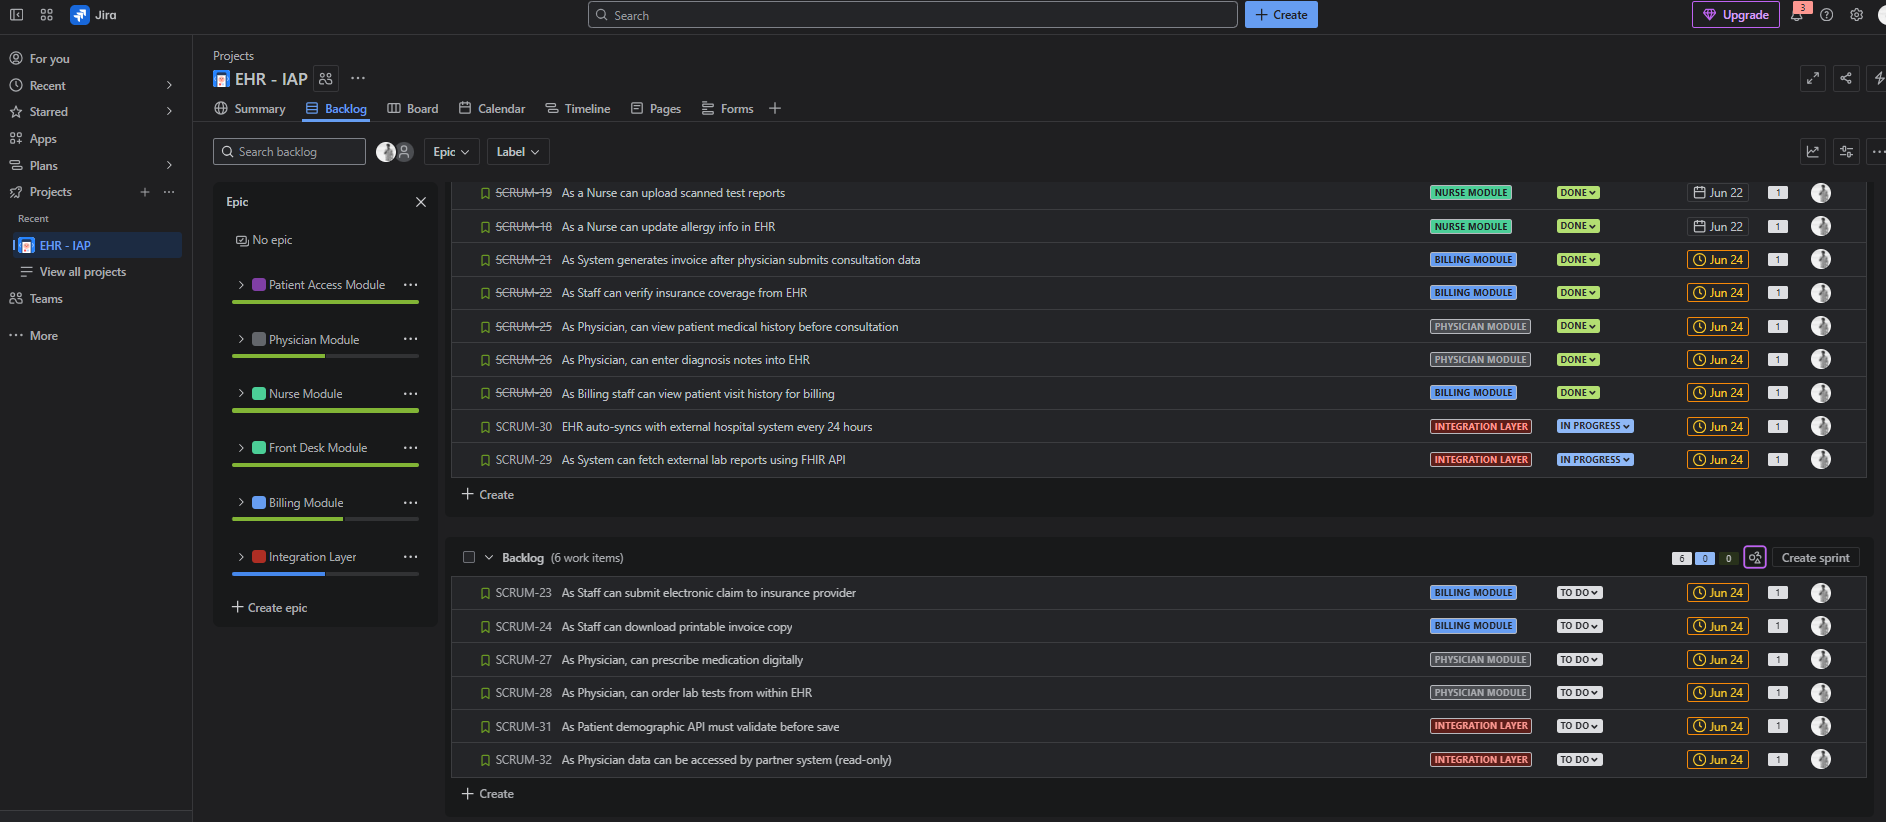 Jira
Search
Create
Upgrade
3
For you
Recent
Starred
Apps
Plans
Projects
Recent
EHR - IAP
View all projects
Teams
More
Projects
EHR - IAP
Summary Backlog Board Calendar Timeline Pages Forms
Search backlog
Epic Label
Epic
No epic
Patient Access Module
Physician Module
Nurse Module
Front Desk Module
Billing Module
Integration Layer
Create epic
SCRUM-19 As a Nurse can upload scanned test reports NURSE MODULE DONE Jun 22 1
SCRUM-18 As a Nurse can update allergy info in EHR NURSE MODULE DONE Jun 22 1
SCRUM-21 As System generates invoice after physician submits consultation data BILLING MODULE DONE Jun 24 1
SCRUM-22 As Staff can verify insurance coverage from EHR BILLING MODULE DONE Jun 24 1
SCRUM-25 As Physician, can view patient medical history before consultation PHYSICIAN MODULE DONE Jun 24 1
SCRUM-26 As Physician, can enter diagnosis notes into EHR PHYSICIAN MODULE DONE Jun 24 1
SCRUM-20 As Billing staff can view patient visit history for billing BILLING MODULE DONE Jun 24 1
SCRUM-30 EHR auto-syncs with external hospital system every 24 hours INTEGRATION LAYER IN PROGRESS Jun 24 1
SCRUM-29 As System can fetch external lab reports using FHIR API INTEGRATION LAYER IN PROGRESS Jun 24 1
Create
Backlog (6 work items) 6 0 0 Create sprint
SCRUM-23 As Staff can submit electronic claim to insurance provider BILLING MODULE TO DO Jun 24 1
SCRUM-24 As Staff can download printable invoice copy BILLING MODULE TO DO Jun 24 1
SCRUM-27 As Physician, can prescribe medication digitally PHYSICIAN MODULE TO DO Jun 24 1
SCRUM-28 As Physician, can order lab tests from within EHR PHYSICIAN MODULE TO DO Jun 24 1
SCRUM-31 As Patient demographic API must validate before save INTEGRATION LAYER TO DO Jun 24 1
SCRUM-32 As Physician data can be accessed by partner system (read-only) INTEGRATION LAYER TO DO Jun 24 1
Create